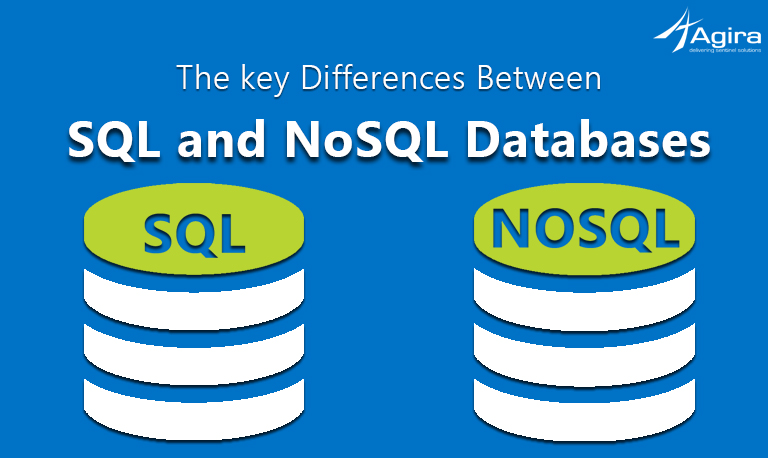 Agira
delivering sentinel solutions
The key Differences Between
SQL and NoSQL Databases
SQL
NOSQL